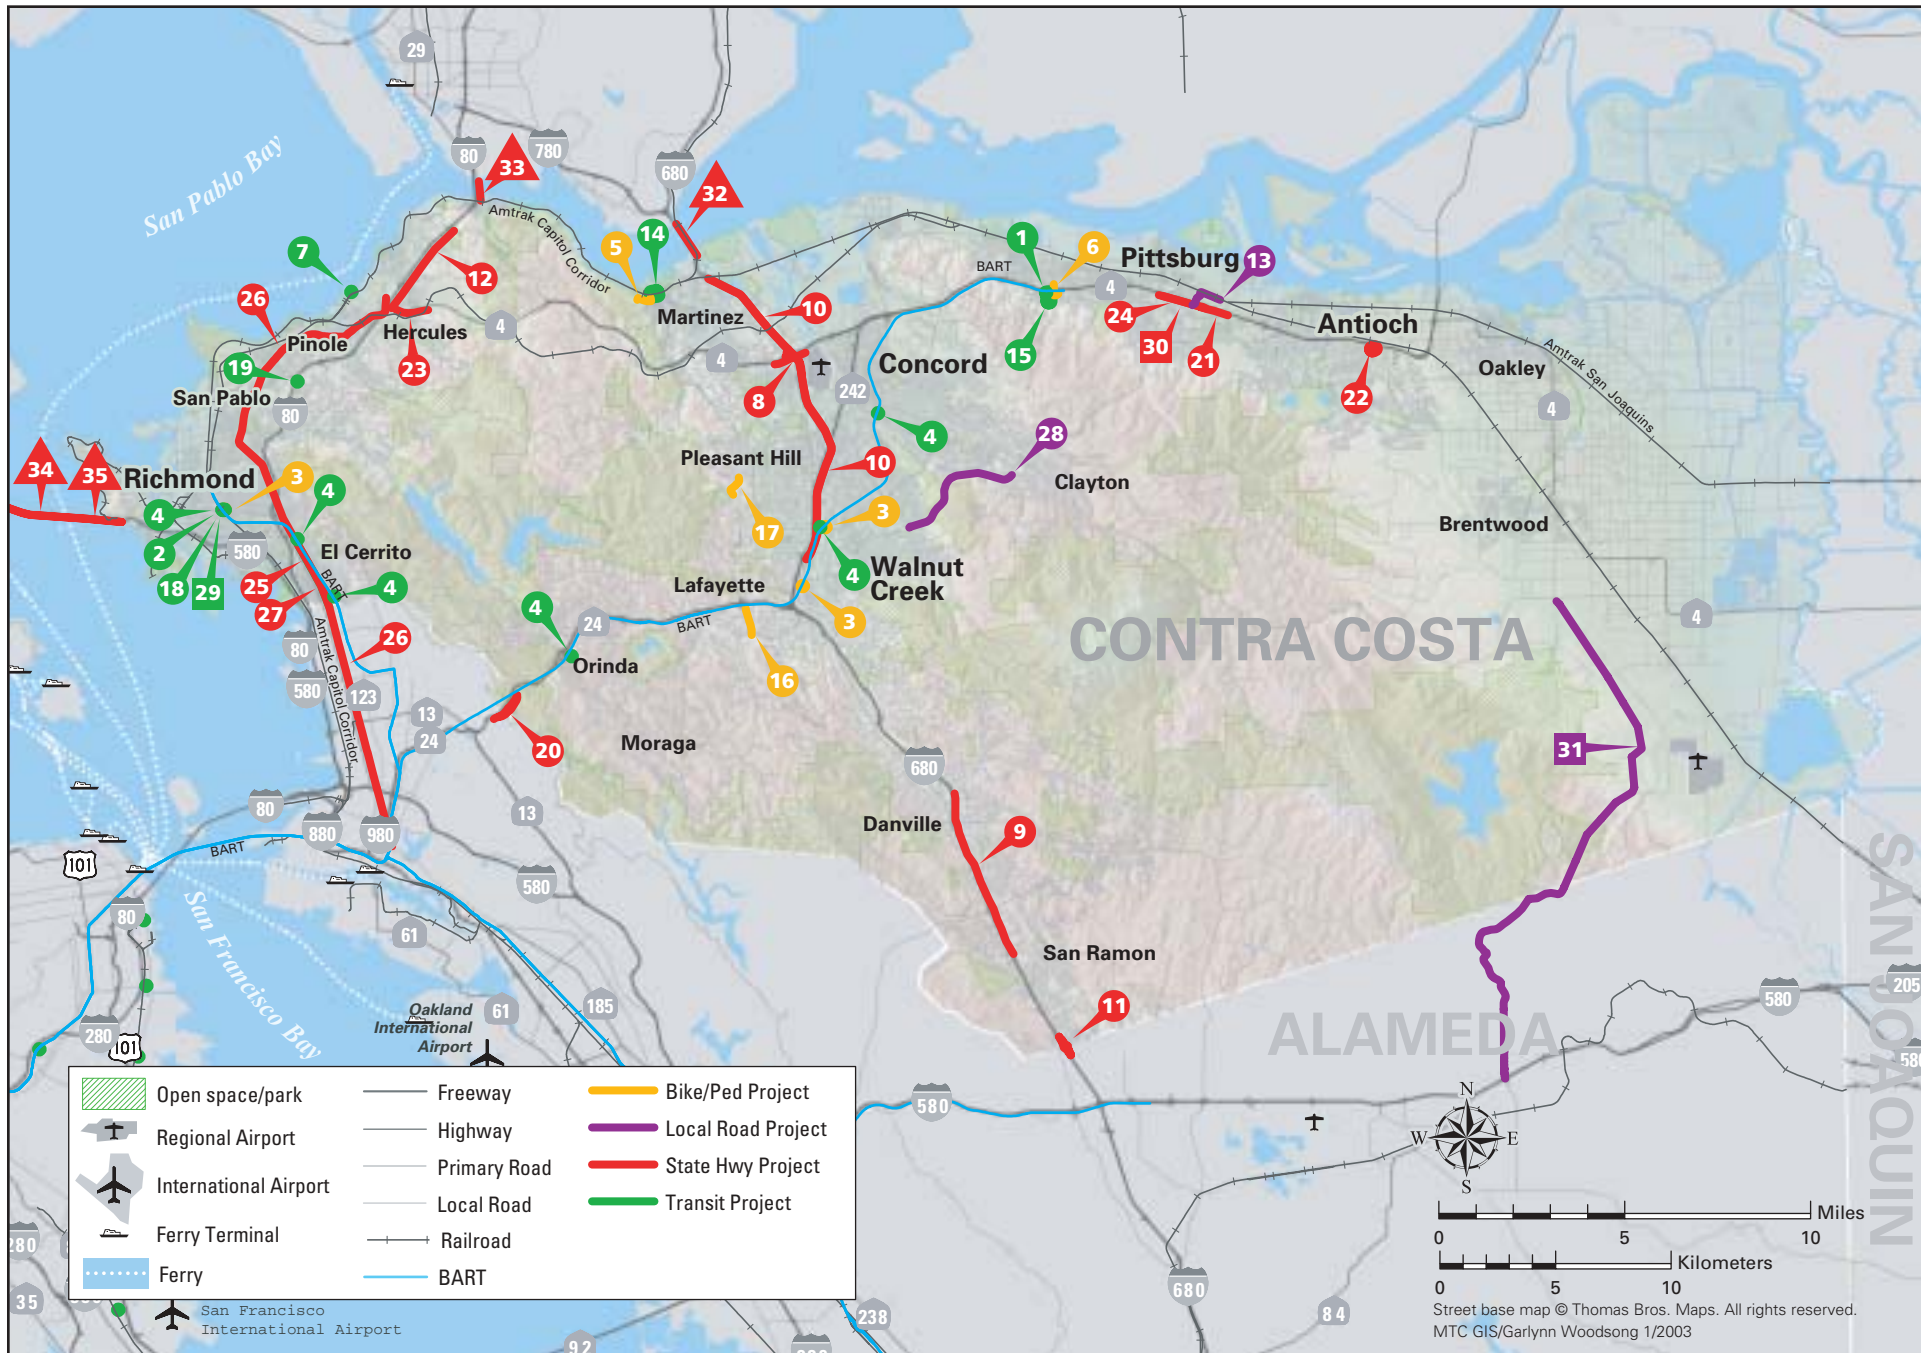 29
80
780
33
680
32
San Pablo Bay
Amtrak Capitol Corridor
7
5
14
1
6
Pittsburg
13
BART
4
12
26
Hercules
Pinole
4
23
Martinez
10
24
30
21
Antioch
22
15
Amtrak San Joaquins
Oakley
4
19
San Pablo
80
4
8
242
Concord
4
28
34
35
Richmond
3
4
Pleasant Hill
10
Clayton
4
2
18
29
580
El Cerrito
17
3
Brentwood
25
27
BART
4
Lafayette
4
Walnut
Creek
4
24
BART
3
4
Amtrak Capitol Corridor
80
580
26
123
Orinda
16
CONTRA COSTA
13
24
20
Moraga
31
680
80
880
980
13
Danville
9
101
BART
580
80
61
San Francisco Bay
San Ramon
SAN JOAQUIN
11
580
205
580
280
101
Oakland
International
Airport
61
185
ALAMEDA
Open space/park
Regional Airport
International Airport
Ferry Terminal
Ferry
Freeway
Highway
Primary Road
Local Road
Railroad
BART
Bike/Ped Project
Local Road Project
State Hwy Project
Transit Project
580
N
W
E
S
Miles
0
5
10
Kilometers
0
5
10
280
35
San Francisco
International Airport
92
238
680
84
Street base map © Thomas Bros. Maps. All rights reserved.
MTC GIS/Garlynn Woodsong 1/2003